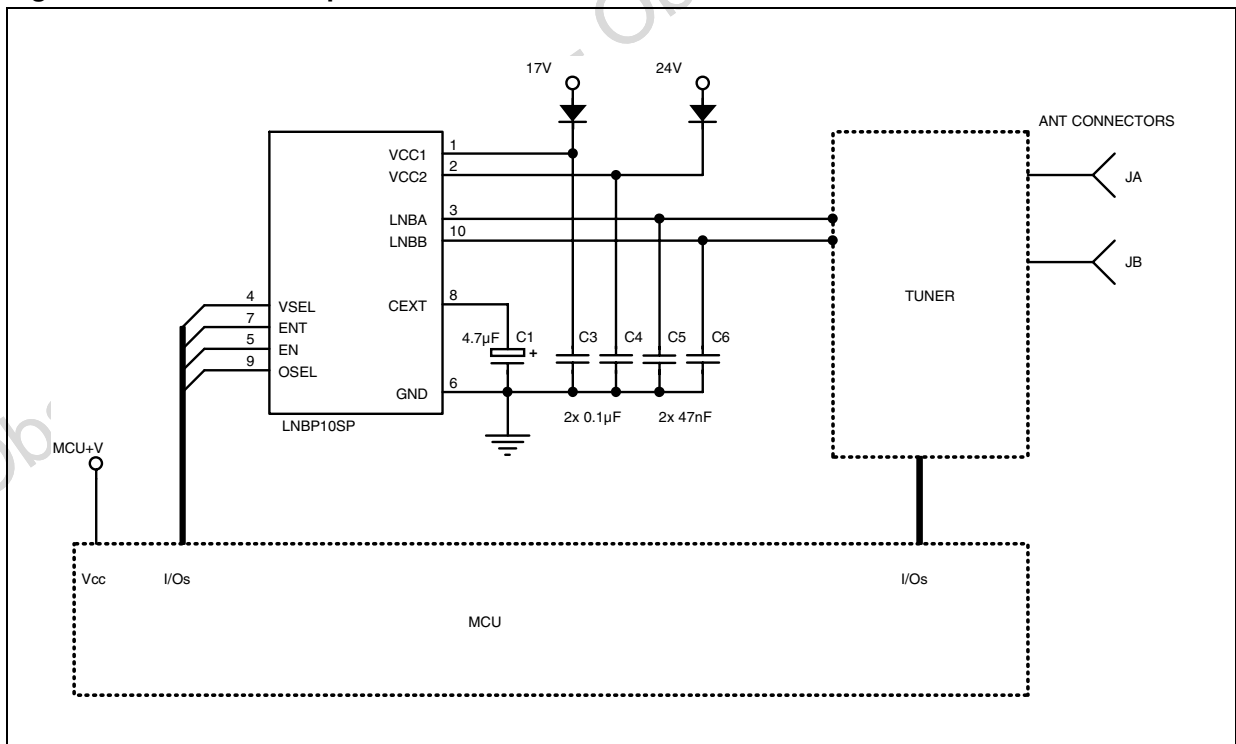 17V
24V
ANT CONNECTORS
VCC1
1
VCC2
2
LNBA
3
LNBB
10
JA
JB
TUNER
4
VSEL
7
ENT
5
EN
9
OSEL
CEXT
8
4.7µF
C1
+
C3
C4
C5
C6
GND
6
2x 0.1µF
2x 47nF
LNBP10SP
MCU+V
Vcc
I/Os
I/Os
MCU